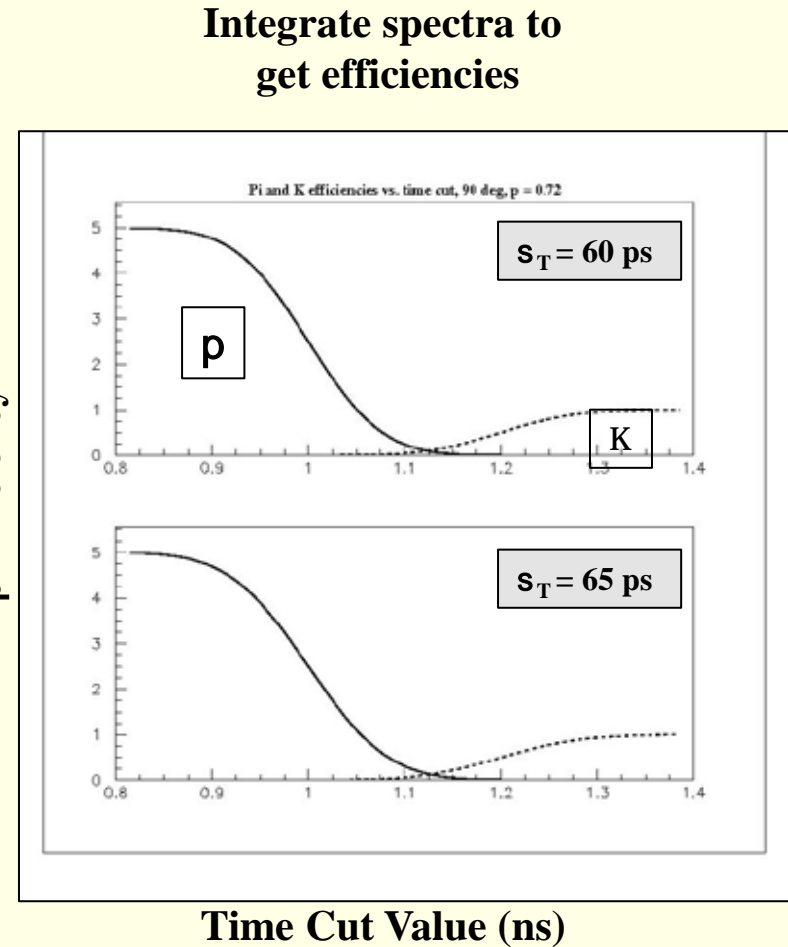 Integrate spectra to
get efficiencies
Pi and K efficiencies vs. time cut, 90 deg, p = 0.72
5
4
3
2
1
0
0.8 0.9 1 1.1 1.2 1.3 1.4
s_T = 60 ps
p
K
5
4
3
2
1
0
0.8 0.9 1 1.1 1.2 1.3 1.4
s_T = 65 ps
Time Cut Value (ns)